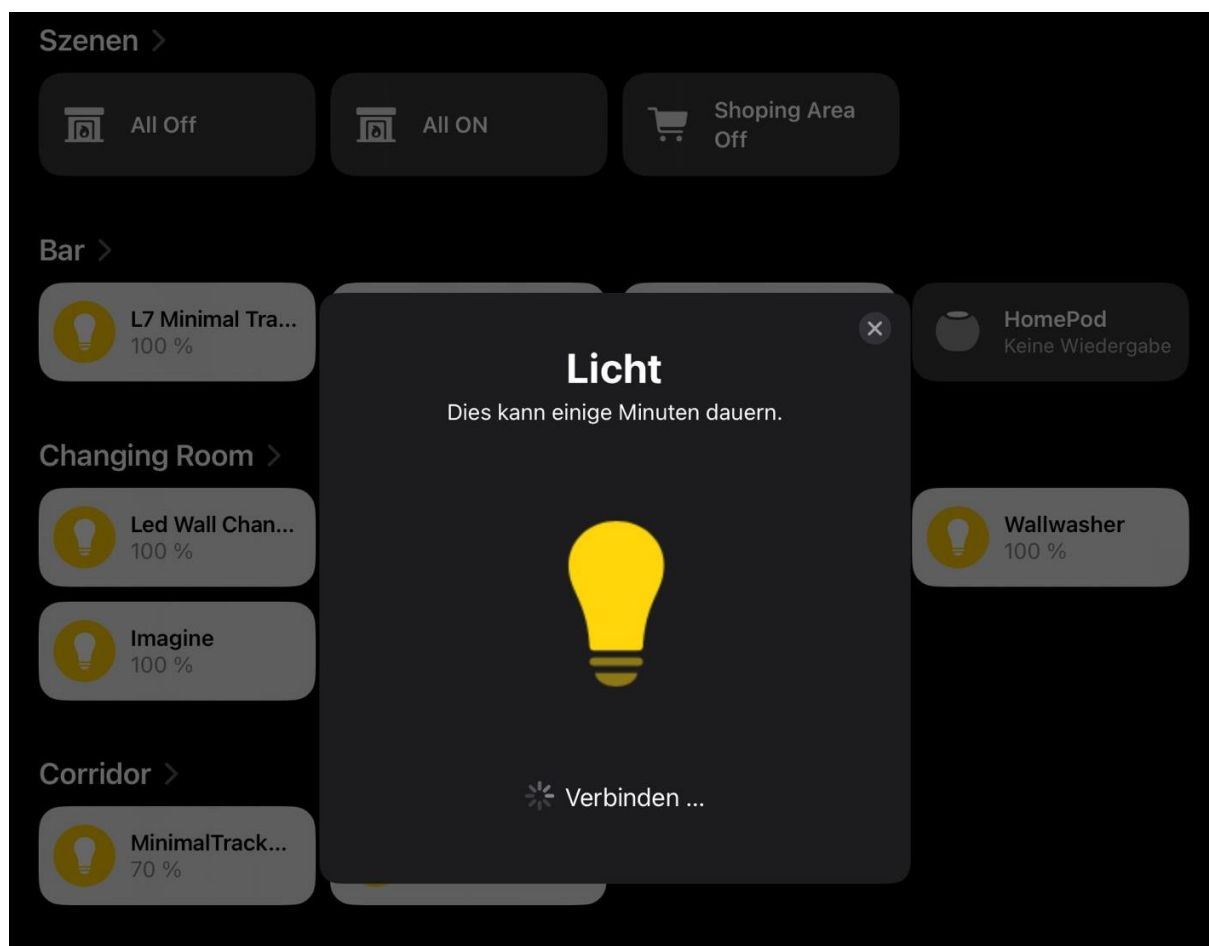 Szenen
All Off
All ON
Shoping Area
Off
Bar
L7 Minimal Tra...
100 %
HomePod
Keine Wiedergabe
Licht
Dies kann einige Minuten dauern.
Changing Room
Led Wall Chan...
100 %
Wallwasher
100 %
Imagine
100 %
Verbinden ...
Corridor
MinimalTrack...
70 %